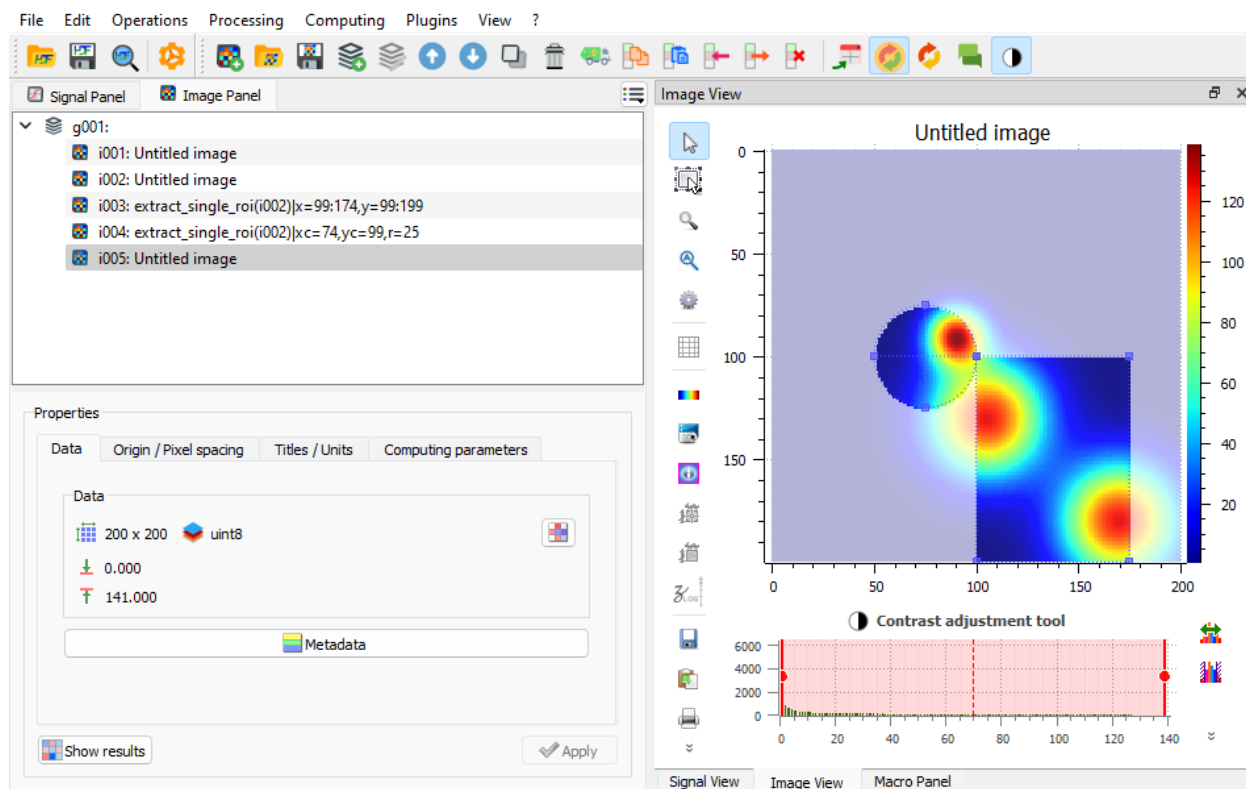 File Edit Operations Processing Computing Plugins View ?
Signal Panel Image Panel
g001:
i001: Untitled image
i002: Untitled image
i003: extract_single_roi(i002)|x=99:174,y=99:199
i004: extract_single_roi(i002)|xc=74,yc=99,r=25
i005: Untitled image
Properties
Data Origin / Pixel spacing Titles / Units Computing parameters
Data
200 x 200 uint8
0.000
141.000
Metadata
Show results Apply
Image View
Untitled image
0
50
100
150
0 50 100 150 200
120
100
80
60
40
20
Contrast adjustment tool
6000
4000
2000
0
0 20 40 60 80 100 120 140
Signal View Image View Macro Panel